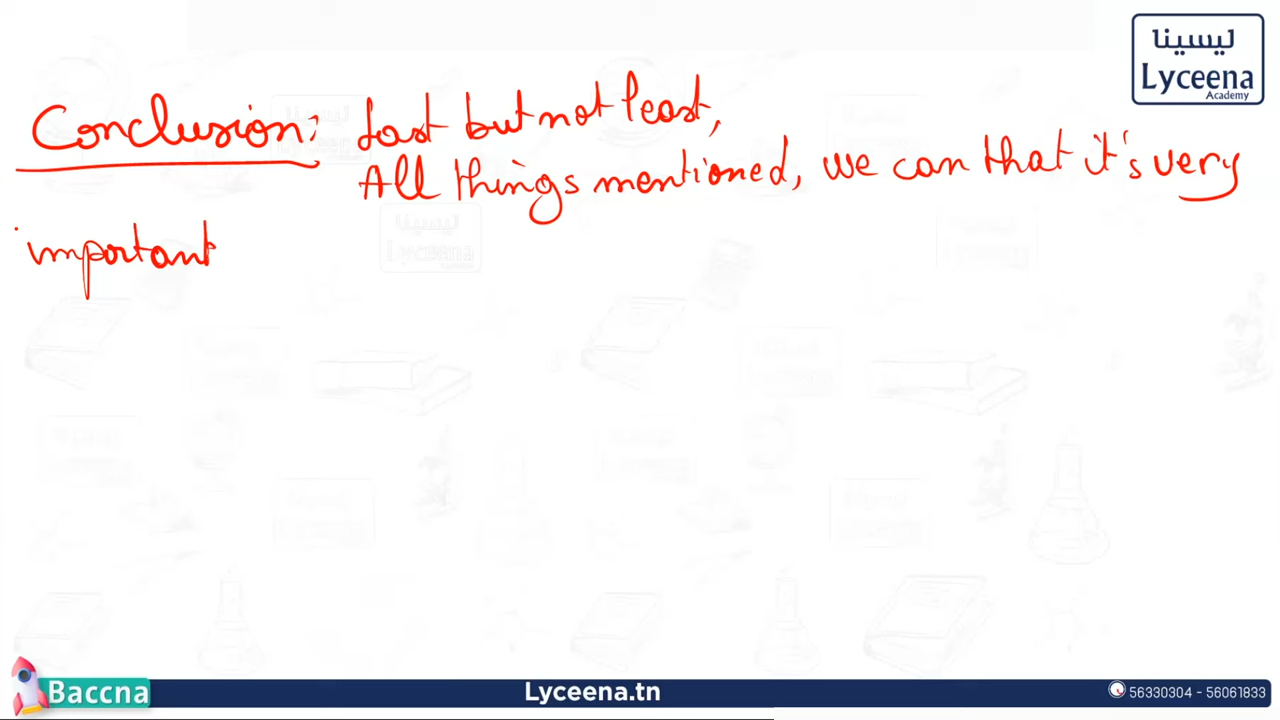 ليسينا
Lyceena
Academy
Conclusion: Last but not least,
All things mentioned, we can that it's very
important
Baccna
Lyceena.tn
56330304 - 56061833